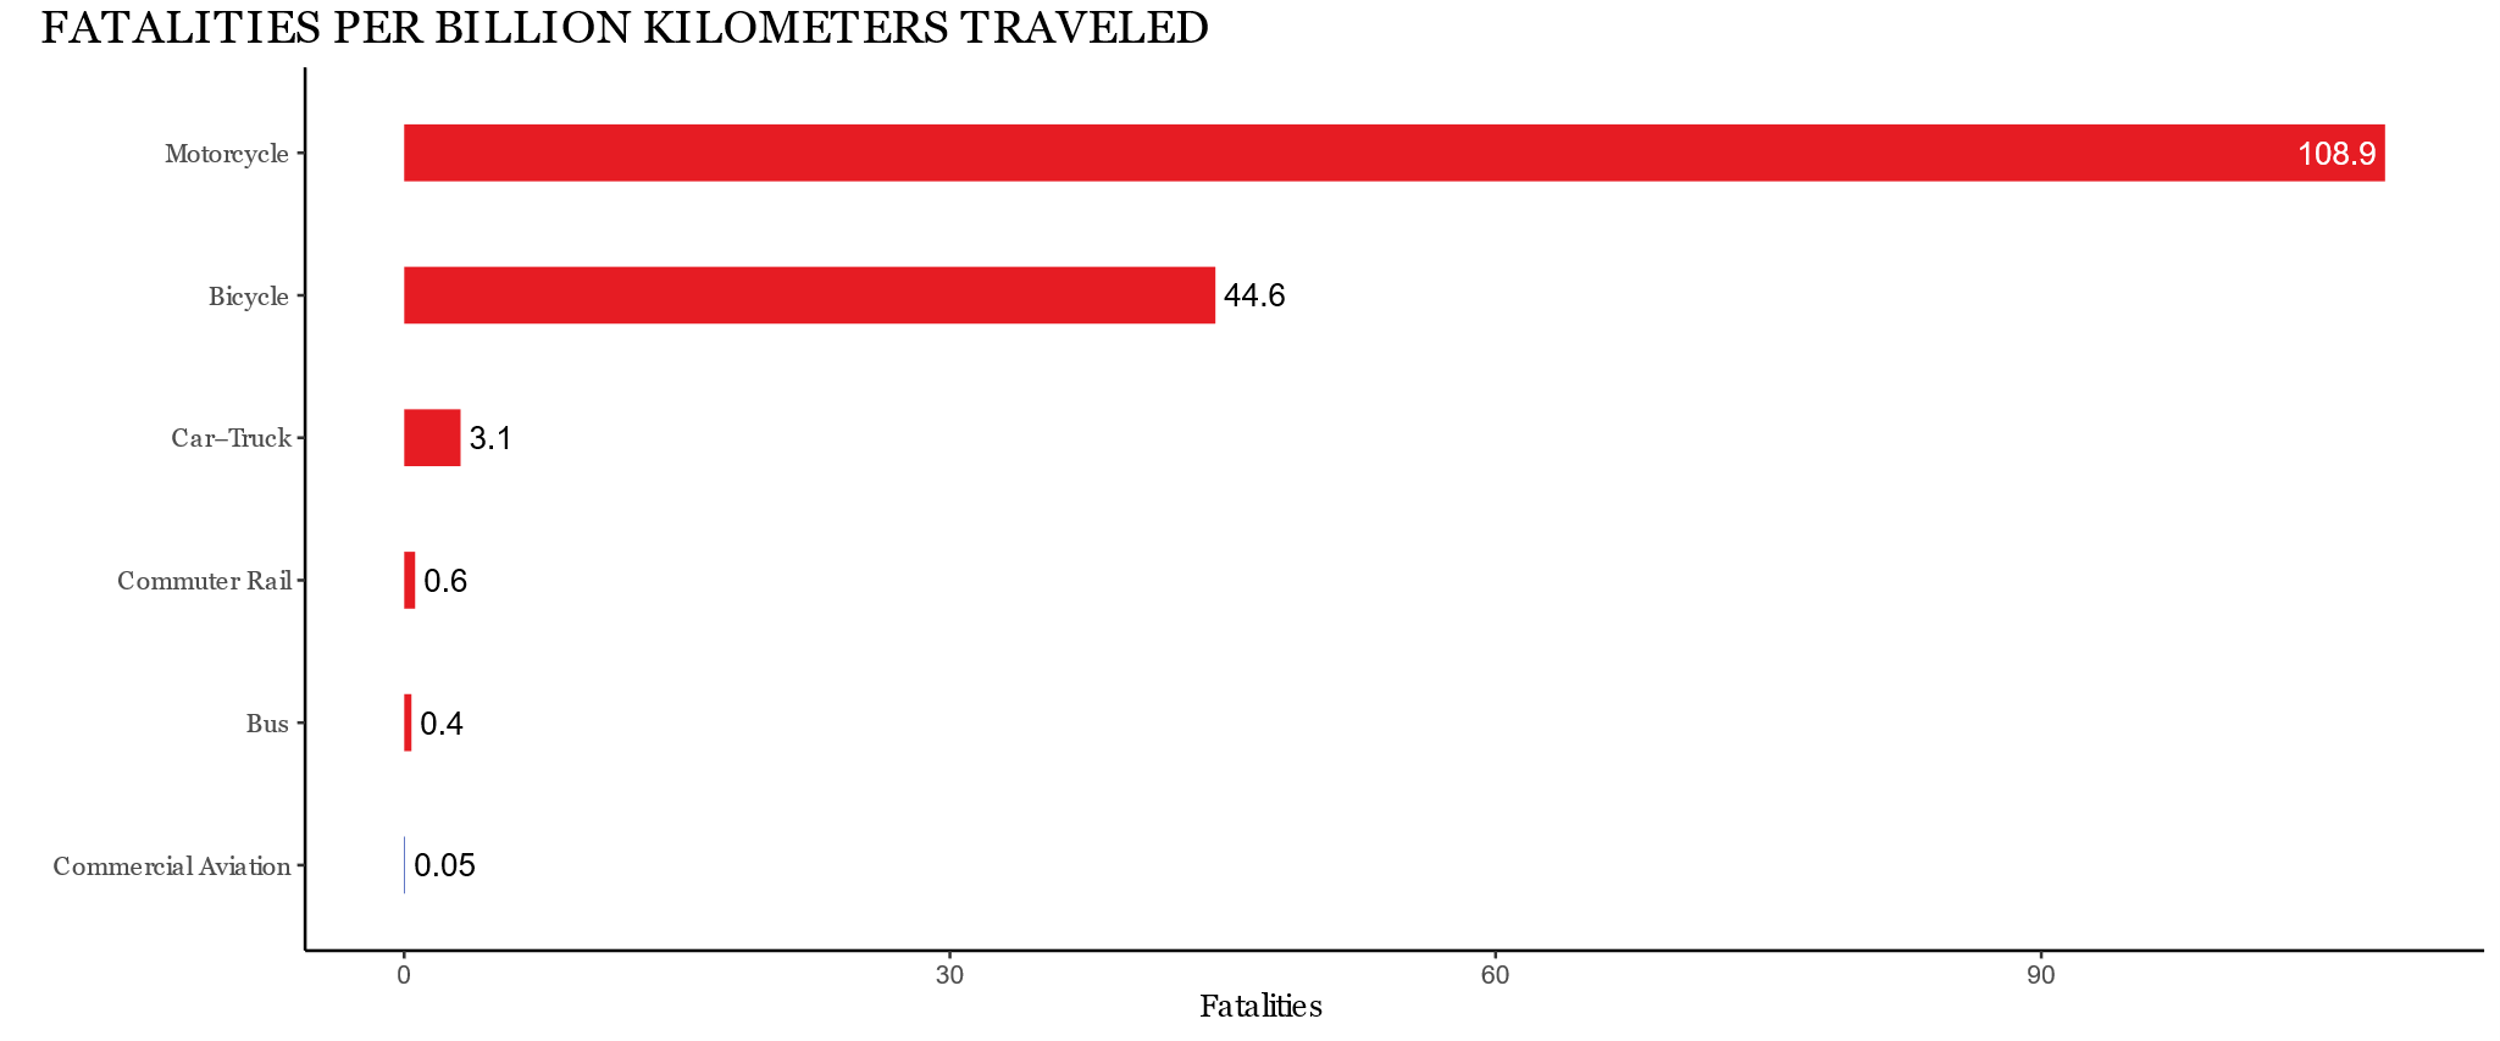 FATALITIES PER BILLION KILOMETERS TRAVELED
Motorcycle 108.9
Bicycle 44.6
Car–Truck 3.1
Commuter Rail 0.6
Bus 0.4
Commercial Aviation 0.05
0 30 60 90
Fatalities